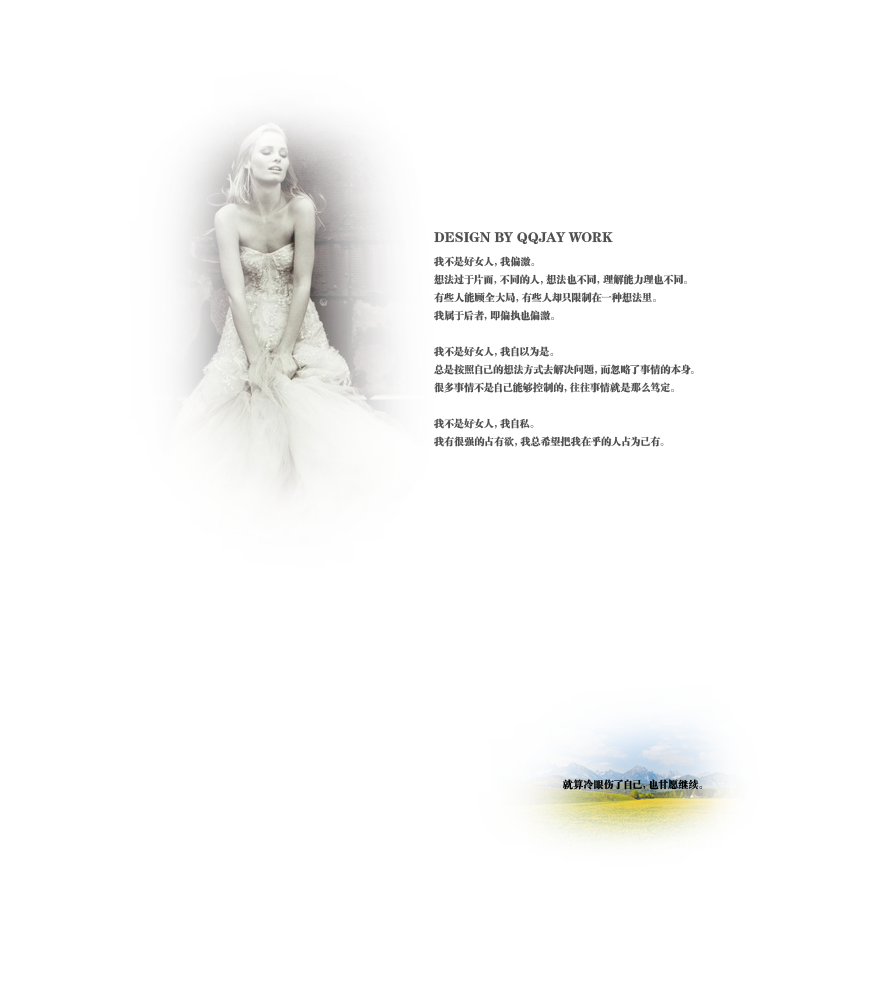 DESIGN BY QQJAY WORK
我不是好女人, 我偏激。
想法过于片面, 不同的人, 想法也不同, 理解能力理也不同。
有些人能顾全大局, 有些人却只限制在一种想法里。
我属于后者, 即偏执也偏激。
我不是好女人, 我自以为是。
总是按照自己的想法方式去解决问题, 而忽略了事情的本身。
很多事情不是自己能够控制的, 往往事情就是那么笃定。
我不是好女人, 我自私。
我有很强的占有欲, 我总希望把我在乎的人占为己有。
就算冷眼伤了自己, 也甘愿继续。